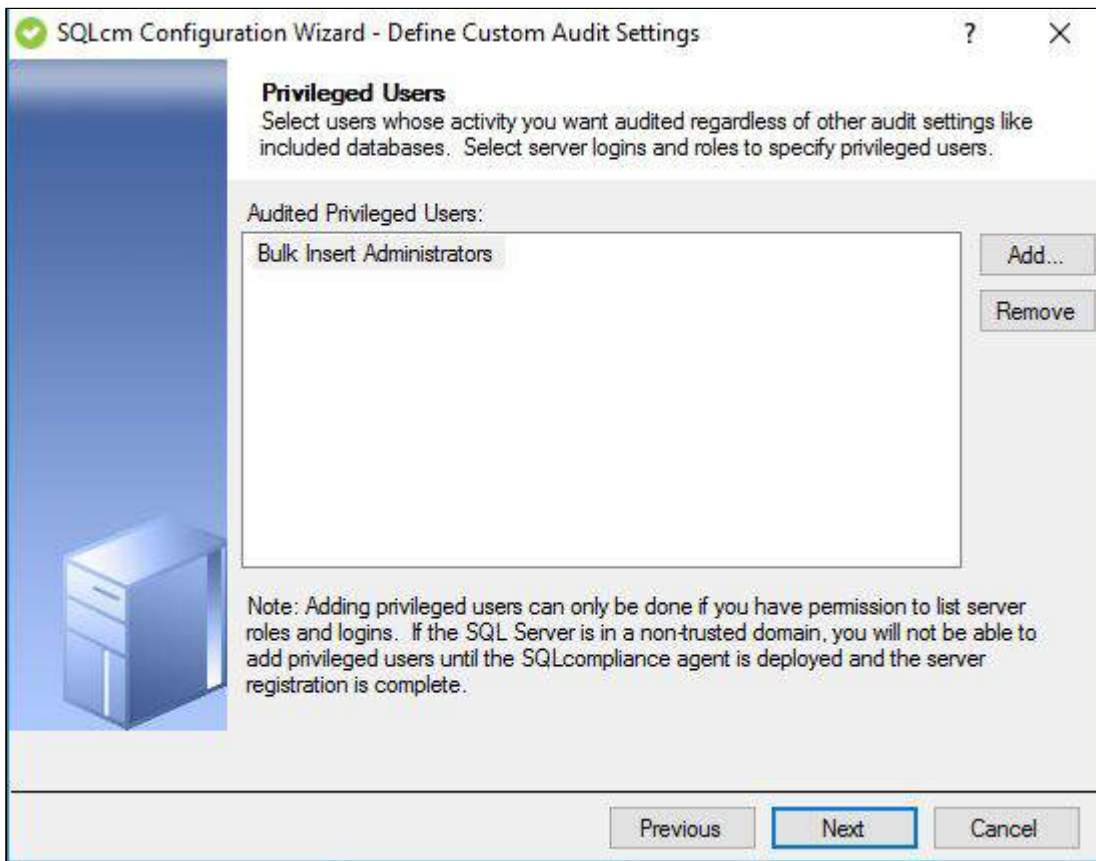 SQLcm Configuration Wizard - Define Custom Audit Settings
?
Privileged Users
Select users whose activity you want audited regardless of other audit settings like
included databases. Select server logins and roles to specify privileged users.
Audited Privileged Users:
Bulk Insert Administrators
Add...
Remove
Note: Adding privileged users can only be done if you have permission to list server
roles and logins. If the SQL Server is in a non-trusted domain, you will not be able to
add privileged users until the SQLcompliance agent is deployed and the server
registration is complete.
Previous
Next
Cancel